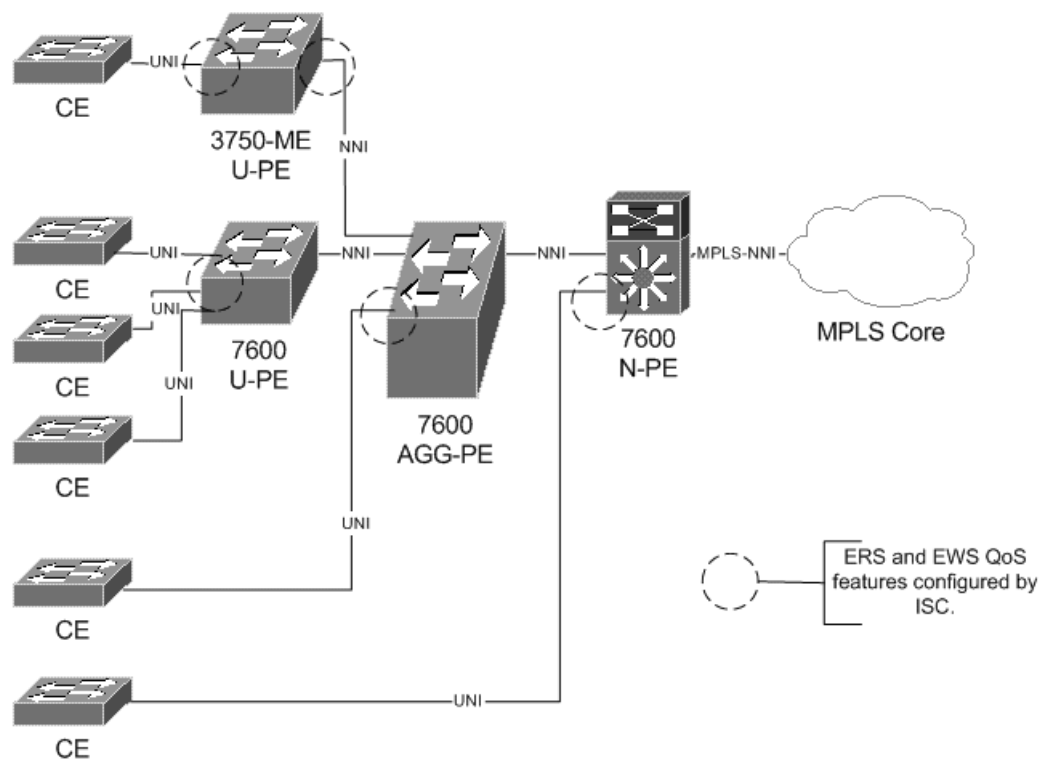 UNI
CE
3750-ME
U-PE
NNI
UNI
CE
UNI
CE
UNI
CE
7600
U-PE
NNI
7600
AGG-PE
NNI
7600
N-PE
MPLS-NNI
MPLS Core
UNI
CE
UNI
CE
ERS and EWS QoS
features configured by
ISC.